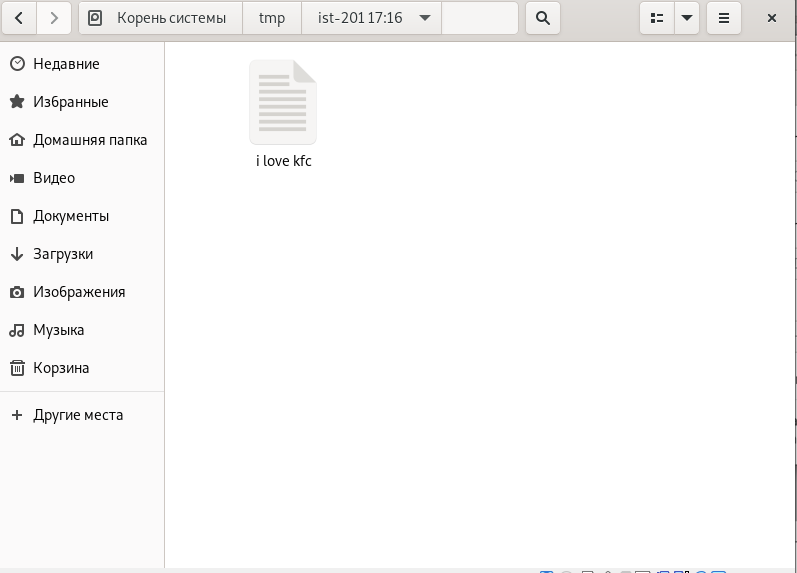 Корень системы tmp ist-201 17:16
Недавние
Избранные
Домашняя папка
Видео
Документы
Загрузки
Изображения
Музыка
Корзина
Другие места
i love kfc